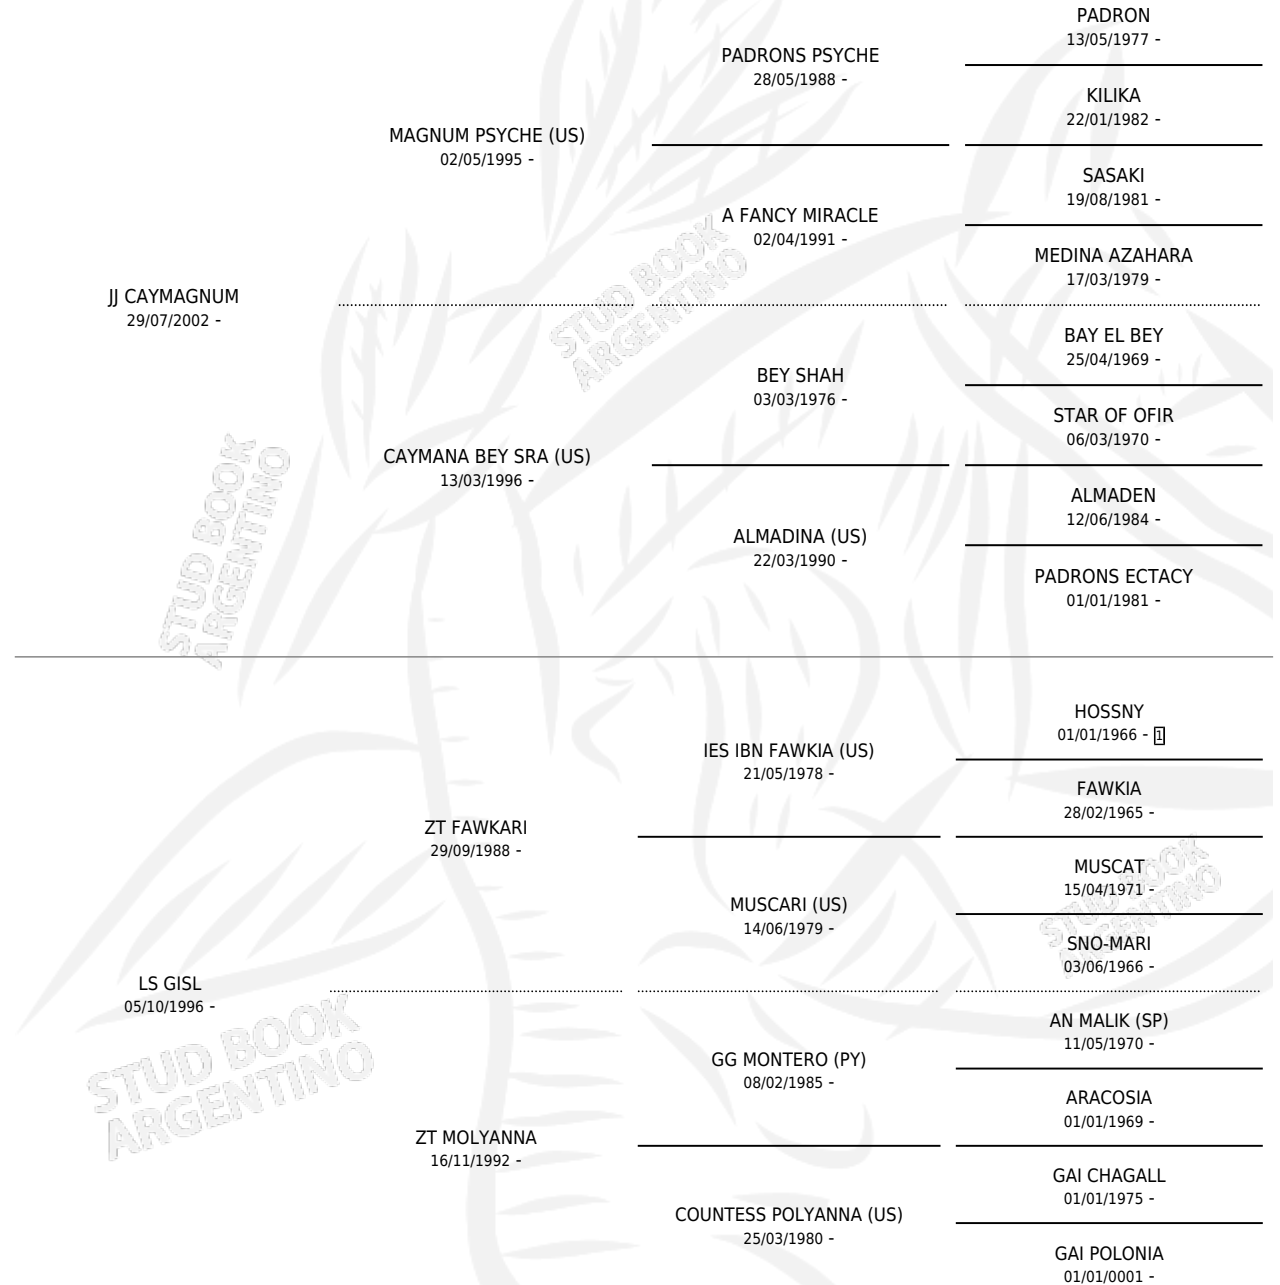 PADRON
13/05/1977 -
PADRONS PSYCHE
28/05/1988 -
KILIKA
22/01/1982 -
MAGNUM PSYCHE (US)
02/05/1995 -
SASAKI
19/08/1981 -
A FANCY MIRACLE
02/04/1991 -
MEDINA AZAHARA
17/03/1979 -
JJ CAYMAGNUM
29/07/2002 -
STUD BOOK
ARGENTINO
BAY EL BEY
25/04/1969 -
BEY SHAH
03/03/1976 -
STAR OF OFIR
06/03/1970 -
CAYMANA BEY SRA (US)
13/03/1996 -
ALMADEN
12/06/1984 -
ALMADINA (US)
22/03/1990 -
PADRONS ECTACY
01/01/1981 -
STUD BOOK
ARGENTINO
HOSSNY
01/01/1966 - 1
IES IBN FAWKIA (US)
21/05/1978 -
FAWKIA
28/02/1965 -
ZT FAWKARI
29/09/1988 -
MUSCAT
15/04/1971 -
MUSCARI (US)
14/06/1979 -
SNO-MARI
03/06/1966 -
STUD BOOK
ARGENTINO
LS GISL
05/10/1996 -
AN MALIK (SP)
11/05/1970 -
GG MONTERO (PY)
08/02/1985 -
ARACOSIA
01/01/1969 -
STUD BOOK
ARGENTINO
ZT MOLYANNA
16/11/1992 -
GAI CHAGALL
01/01/1975 -
COUNTESS POLYANNA (US)
25/03/1980 -
GAI POLONIA
01/01/0001 -